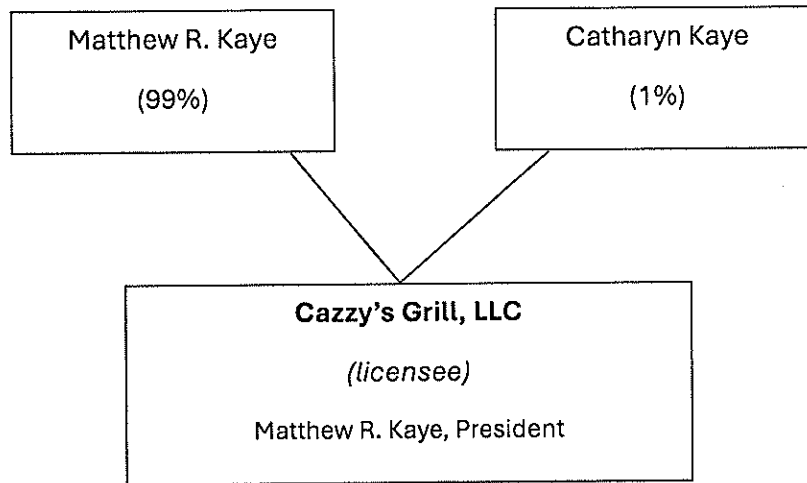 Matthew R. Kaye
(99%)
Catharyn Kaye
(1%)
Cazzy's Grill, LLC
(licensee)
Matthew R. Kaye, President